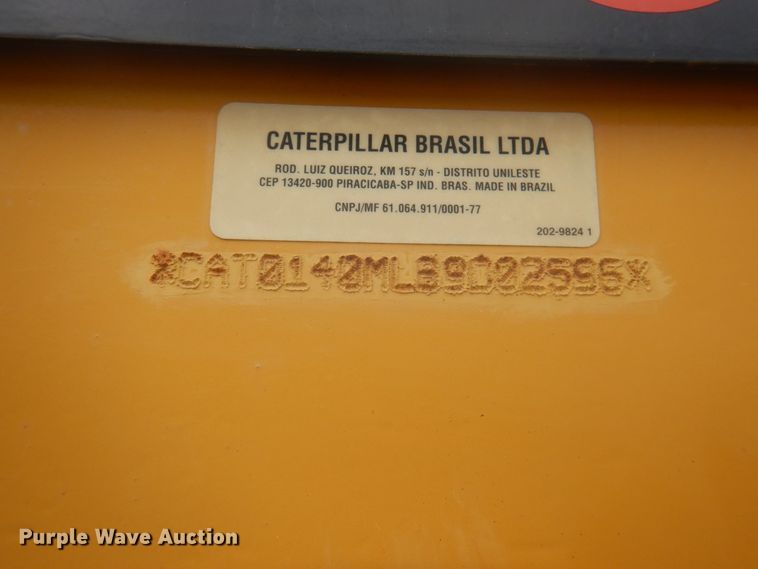 CATERPILLAR BRASIL LTDA
ROD. LUIZ QUEIROZ, KM 157 s/n - DISTRITO UNILESTE
CEP 13420-900 PIRACICABA-SP IND. BRAS. MADE IN BRAZIL
CNPJ/MF 61.064.911/0001-77
202-9824 1
*CAT0140ML39D02596*
Purple Wave Auction